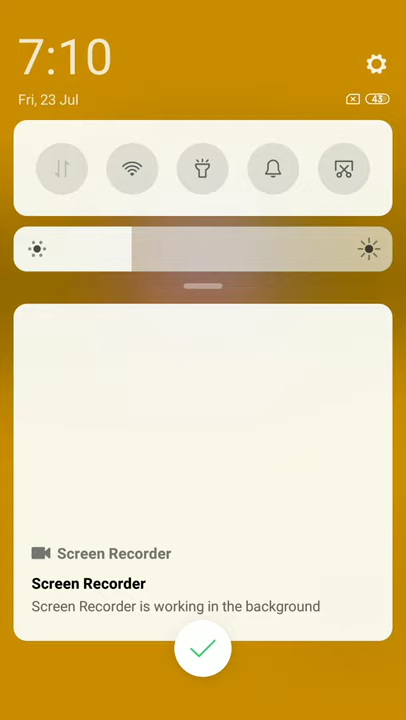 7:10
Fri, 23 Jul
43
Screen Recorder
Screen Recorder
Screen Recorder is working in the background